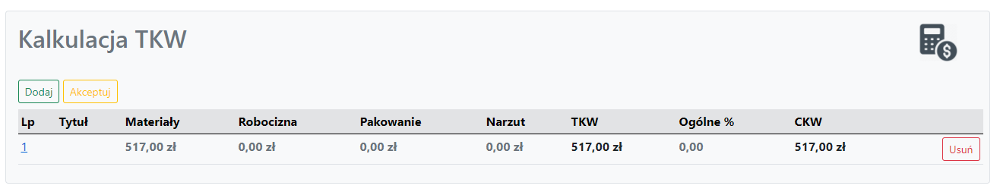 Kalkulacja TKW
$
Dodaj Akceptuj
Lp Tytuł Materiały Robocizna Pakowanie Narzut TKW Ogólne % CKW
1 517,00 zł 0,00 zł 0,00 zł 0,00 zł 517,00 zł 0,00 517,00 zł Usuń